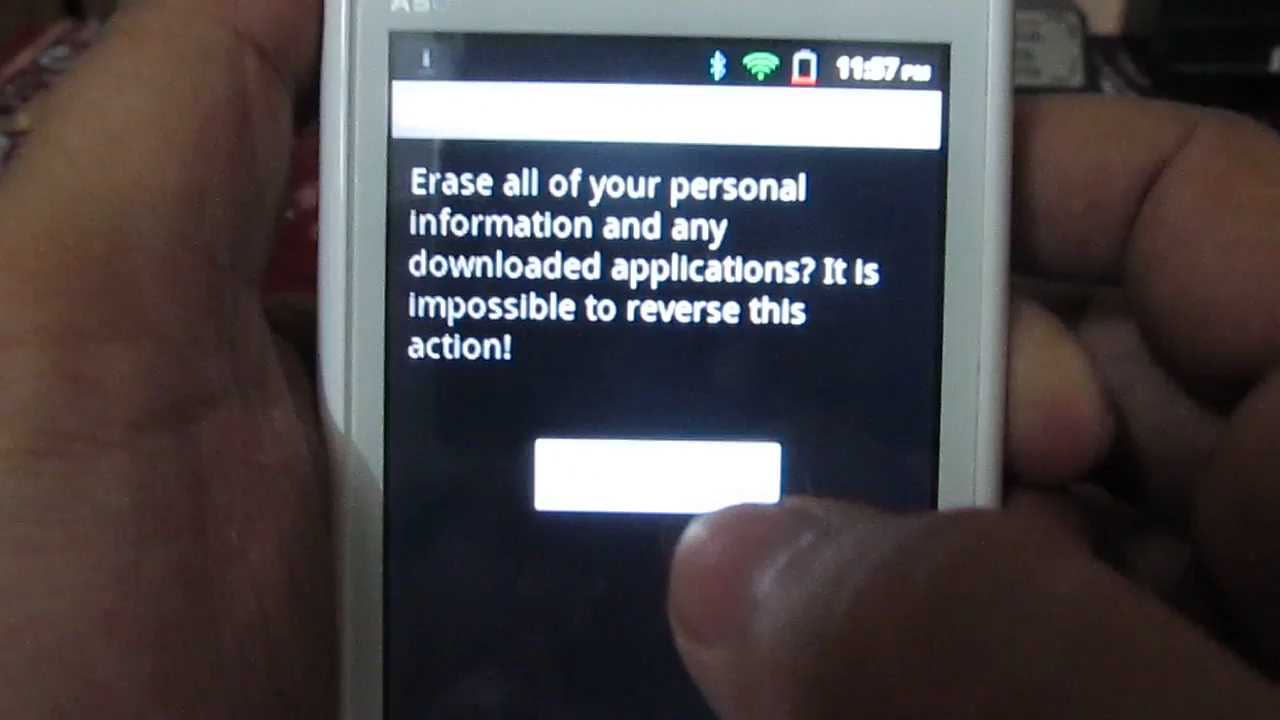 11:57 PM
Erase all of your personal
information and any
downloaded applications? It is
impossible to reverse this
action!